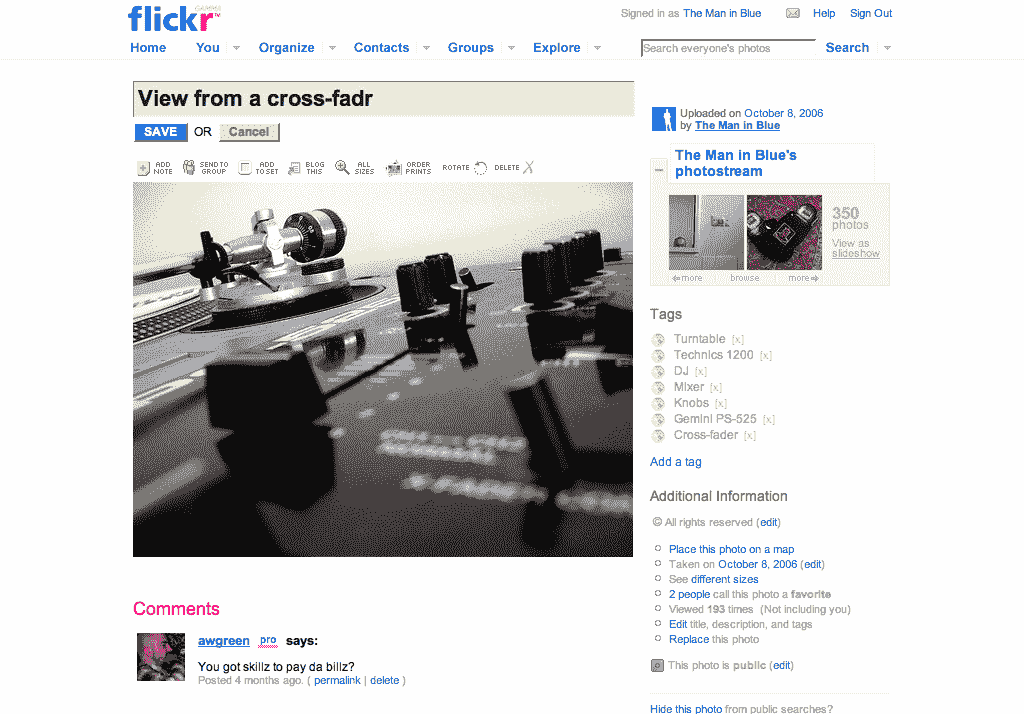 flickr™
Signed in as The Man in Blue Help Sign Out
Home You Organize Contacts Groups Explore Search everyone's photos Search
View from a cross-fadr
SAVE OR Cancel
Uploaded on October 8, 2006
by The Man in Blue
ADD NOTE SEND TO GROUP ADD TO SET BLOG THIS ALL SIZES ORDER PRINTS ROTATE DELETE
The Man in Blue's
photostream
350
photos
View as
slideshow
more browse more
Tags
Turntable [x]
Technics 1200 [x]
DJ [x]
Mixer [x]
Knobs [x]
Gemini PS-525 [x]
Cross-fader [x]
Add a tag
Additional Information
© All rights reserved (edit)
Place this photo on a map
Taken on October 8, 2006 (edit)
See different sizes
2 people call this photo a favorite
Viewed 193 times (Not including you)
Edit title, description, and tags
Replace this photo
This photo is public (edit)
Hide this photo from public searches?
Comments
awgreen pro says:
You got skillz to pay da billz?
Posted 4 months ago. ( permalink | delete )